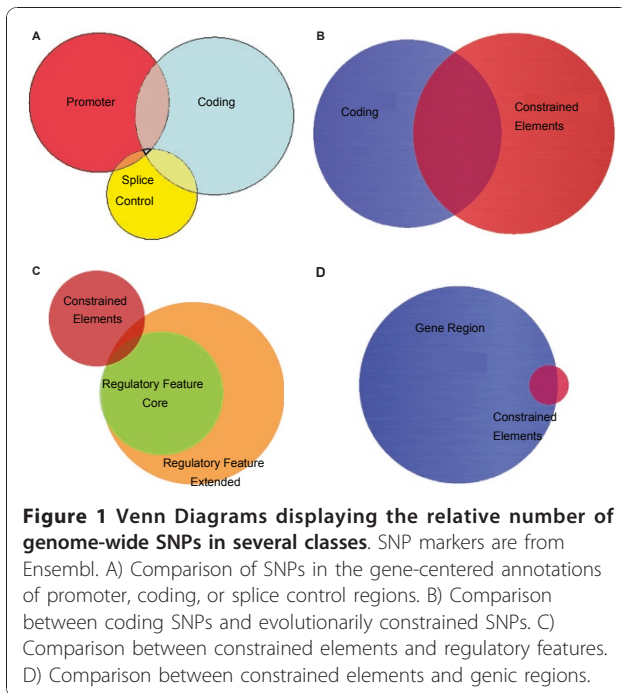 A
Promoter
Coding
Splice
Control
B
Coding
Constrained
Elements
C
Constrained
Elements
Regulatory Feature
Core
Regulatory Feature
Extended
D
Gene Region
Constrained
Elements
Figure 1 Venn Diagrams displaying the relative number of
genome-wide SNPs in several classes. SNP markers are from
Ensembl. A) Comparison of SNPs in the gene-centered annotations
of promoter, coding, or splice control regions. B) Comparison
between coding SNPs and evolutionarily constrained SNPs. C)
Comparison between constrained elements and regulatory features.
D) Comparison between constrained elements and genic regions.